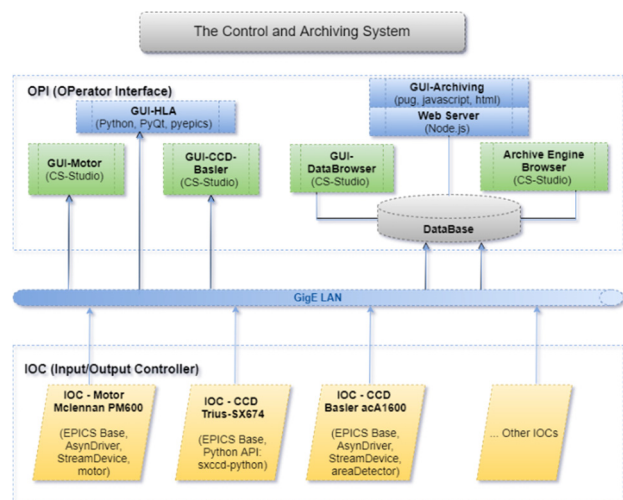 The Control and Archiving System
OPI (OPerator Interface)
GUI-HLA
(Python, PyQt, pyepics)
GUI-Archiving
(pug, javascript, html)
Web Server
(Node.js)
GUI-Motor
(CS-Studio)
GUI-CCD-
Basler
(CS-Studio)
GUI-
DataBrowser
(CS-Studio)
Archive Engine
Browser
(CS-Studio)
DataBase
GigE LAN
IOC (Input/Output Controller)
IOC - Motor
Mclennan PM600
(EPICS Base,
AsynDriver,
StreamDevice,
motor)
IOC - CCD
Trius-SX674
(EPICS Base,
Python API:
sxccd-python)
IOC - CCD
Basler acA1600
(EPICS Base,
AsynDriver,
StreamDevice,
areaDetector)
... Other IOCs